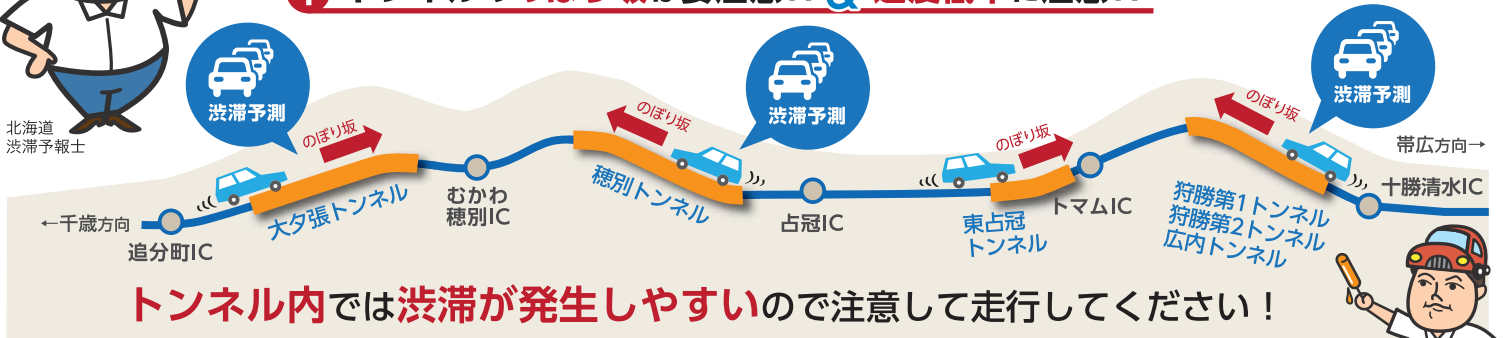 渋滞予測
渋滞予測
渋滞予測
北海道
渋滞予報士
のぼり坂
のぼり坂
のぼり坂
のぼり坂
帯広方向→
←千歳方向
追分町IC
大夕張トンネル
むかわ
穂別IC
穂別トンネル
占冠IC
東占冠
トンネル
トマムIC
狩勝第1トンネル
狩勝第2トンネル
広内トンネル
十勝清水IC
トンネル内では渋滞が発生しやすいので注意して走行してください！